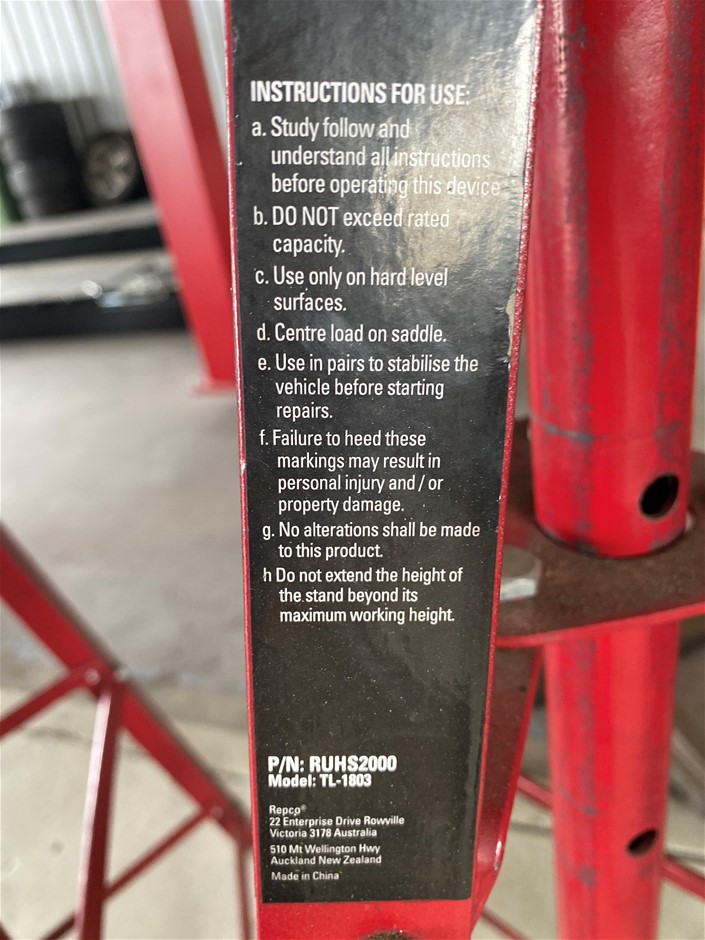 INSTRUCTIONS FOR USE:
a. Study follow and
understand all instructions
before operating this device
b. DO NOT exceed rated
capacity.
c. Use only on hard level
surfaces.
d. Centre load on saddle.
e. Use in pairs to stabilise the
vehicle before starting
repairs.
f. Failure to heed these
markings may result in
personal injury and / or
property damage.
g. No alterations shall be made
to this product.
h Do not extend the height of
the stand beyond its
maximum working height.
P/N: RUHS2000
Model: TL-1803
Repco®
22 Enterprise Drive Rowville
Victoria 3178 Australia
510 Mt Wellington Hwy
Auckland New Zealand
Made in China